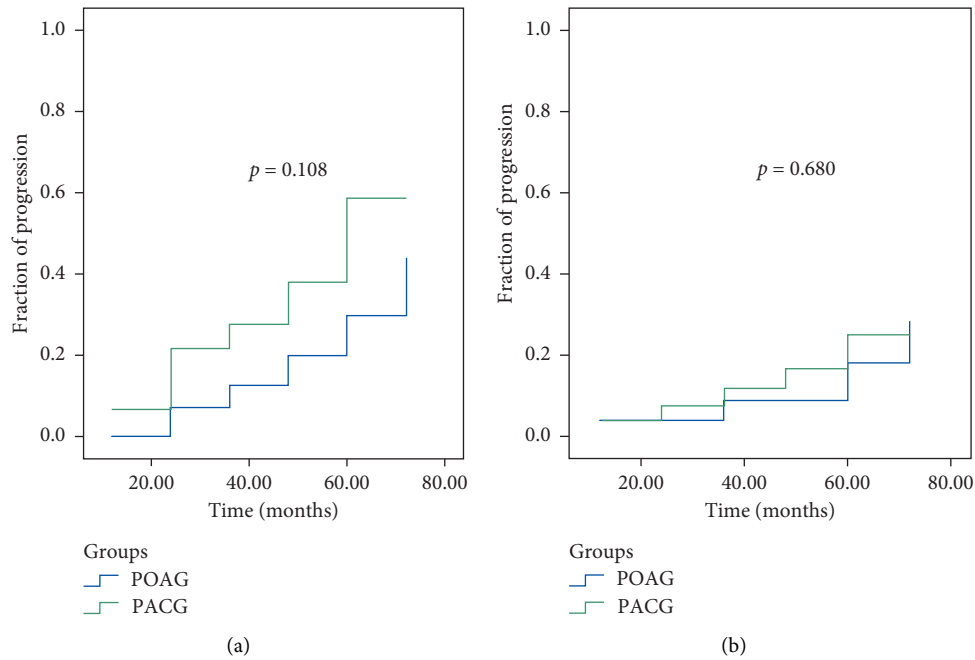 Fraction of progression
1.0
0.8
0.6
0.4
0.2
0.0
p = 0.108
20.00 40.00 60.00 80.00
Time (months)
Groups
POAG
PACG
(a)
Fraction of progression
1.0
0.8
0.6
0.4
0.2
0.0
p = 0.680
20.00 40.00 60.00 80.00
Time (months)
Groups
POAG
PACG
(b)